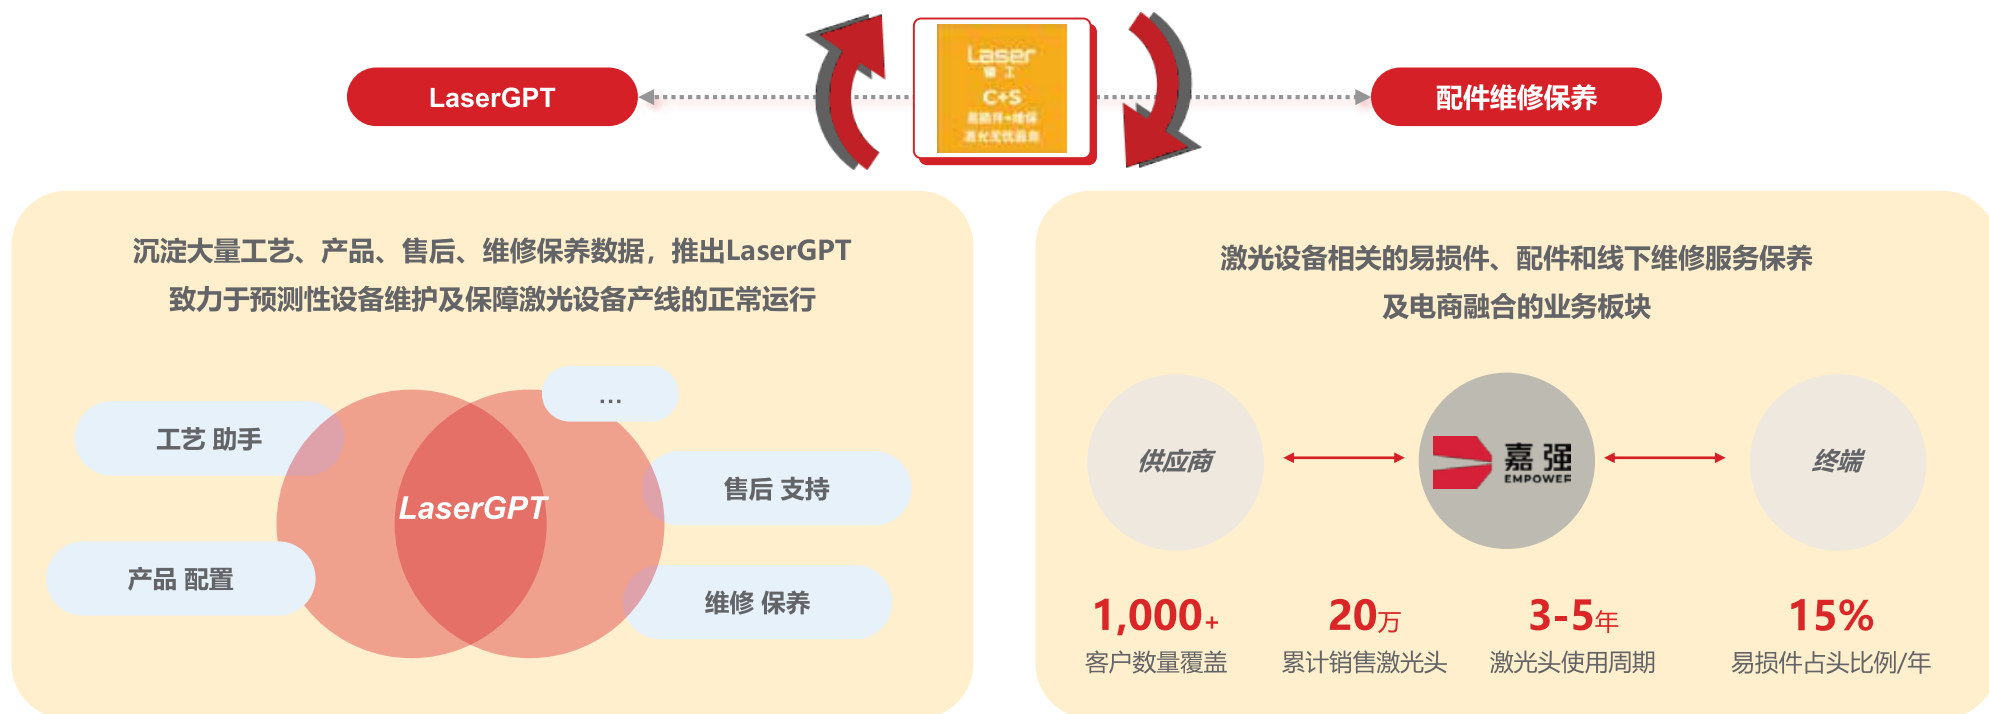 LaserGPT
Laser
C+S
配件维修保养
沉淀大量工艺、产品、售后、维修保养数据，推出LaserGPT
致力于预测性设备维护及保障激光设备产线的正常运行
...
工艺 助手
售后 支持
LaserGPT
产品 配置
维修 保养
激光设备相关的易损件、配件和线下维修服务保养
及电商融合的业务板块
供应商
嘉强
EMPOWER
终端
1,000+
客户数量覆盖
20万
累计销售激光头
3-5年
激光头使用周期
15%
易损件占头比例/年